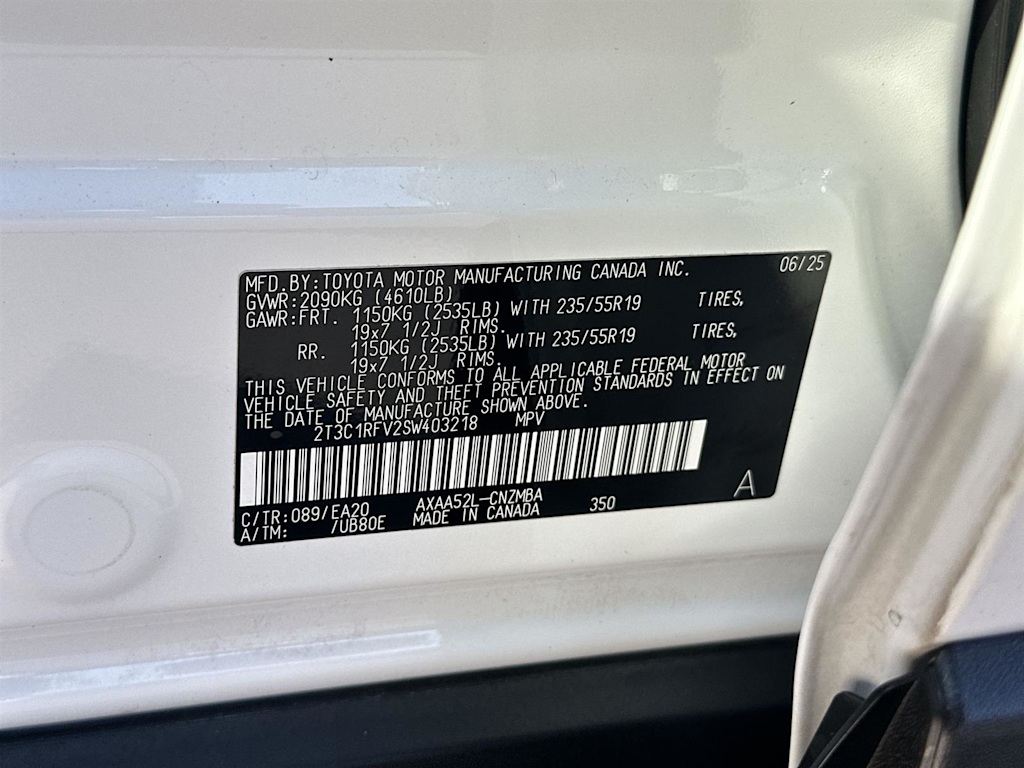 MFD.BY:TOYOTA MOTOR MANUFACTURING CANADA INC. 06/25
GVWR:2090KG (4610LB)
GAWR:FRT. 1150KG (2535LB) WITH 235/55R19 TIRES,
19x7 1/2J RIMS.
RR. 1150KG (2535LB) WITH 235/55R19 TIRES,
19x7 1/2J RIMS.
THIS VEHICLE CONFORMS TO ALL APPLICABLE FEDERAL MOTOR
VEHICLE SAFETY AND THEFT PREVENTION STANDARDS IN EFFECT ON
THE DATE OF MANUFACTURE SHOWN ABOVE.
2T3C1RFV2SW403218 MPV
C/TR:089/EA20 AXAA52L-CNZMBA 350 A
A/TM: /UB80E MADE IN CANADA